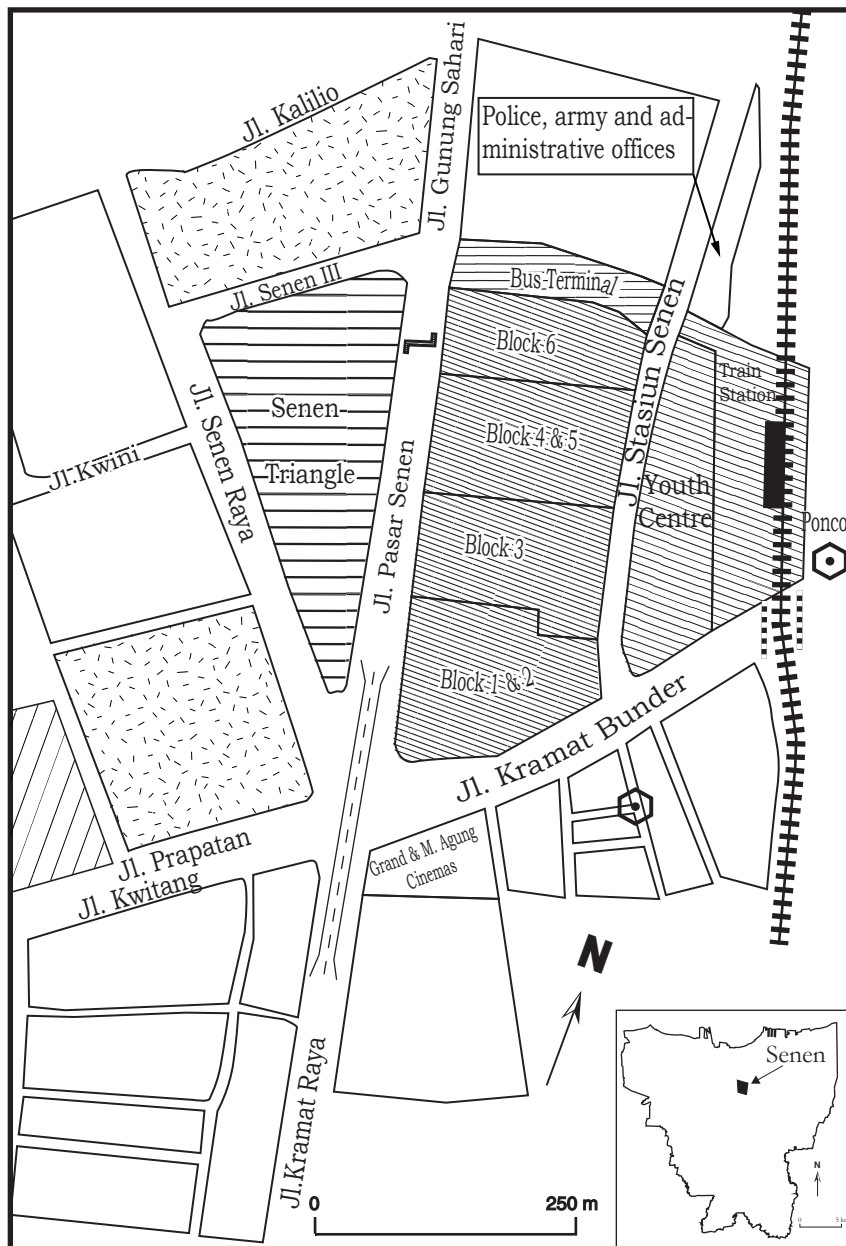 Jl. Kalilio
Jl. Gunung Sahari
Police, army and ad-
ministrative offices
Jl. Senen III
Bus Terminal
Block 6
Train
Station
Senen
Triangle
Jl. Senen Raya
Jl.Kwini
Jl. Pasar Senen
Block 4 & 5
Jl. Stasiun Senen
Youth
Centre
Ponco
Block 3
Block 1 & 2
Jl. Kramat Bunder
Jl. Prapatan
Jl. Kwitang
Grand & M. Agung
Cinemas
N
Jl.Kramat Raya
0 250 m
Senen
N
0 5 k